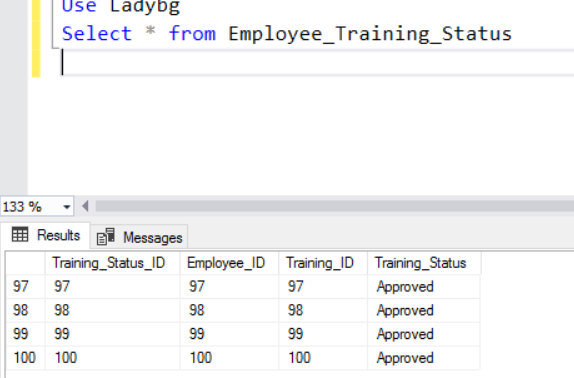 Use Ladybg
Select * from Employee_Training_Status
133 %
Results Messages
Training_Status_ID Employee_ID Training_ID Training_Status
97 97 97 97 Approved
98 98 98 98 Approved
99 99 99 99 Approved
100 100 100 100 Approved